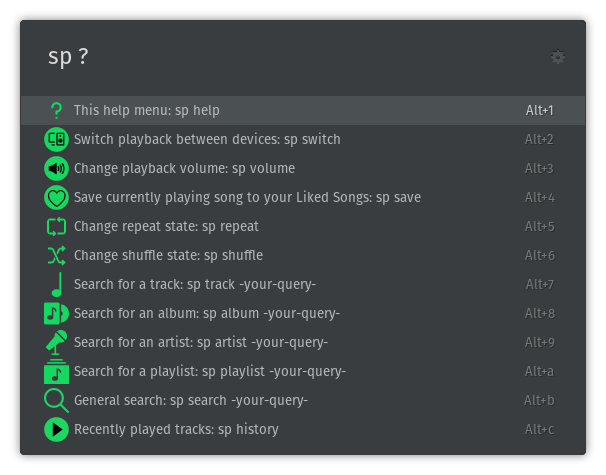 sp ?
This help menu: sp help Alt+1
Switch playback between devices: sp switch Alt+2
Change playback volume: sp volume Alt+3
Save currently playing song to your Liked Songs: sp save Alt+4
Change repeat state: sp repeat Alt+5
Change shuffle state: sp shuffle Alt+6
Search for a track: sp track -your-query- Alt+7
Search for an album: sp album -your-query- Alt+8
Search for an artist: sp artist -your-query- Alt+9
Search for a playlist: sp playlist -your-query- Alt+a
General search: sp search -your-query- Alt+b
Recently played tracks: sp history Alt+c